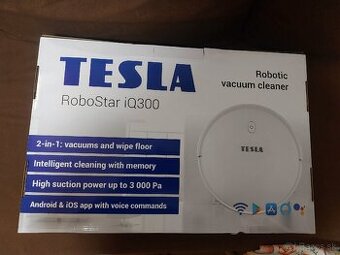 TESLA
RoboStar iQ300
Robotic
vacuum cleaner
2-in-1: vacuums and wipe floor
Intelligent cleaning with memory
High suction power up to 3 000 Pa
Android & iOS app with voice commands
TESLA